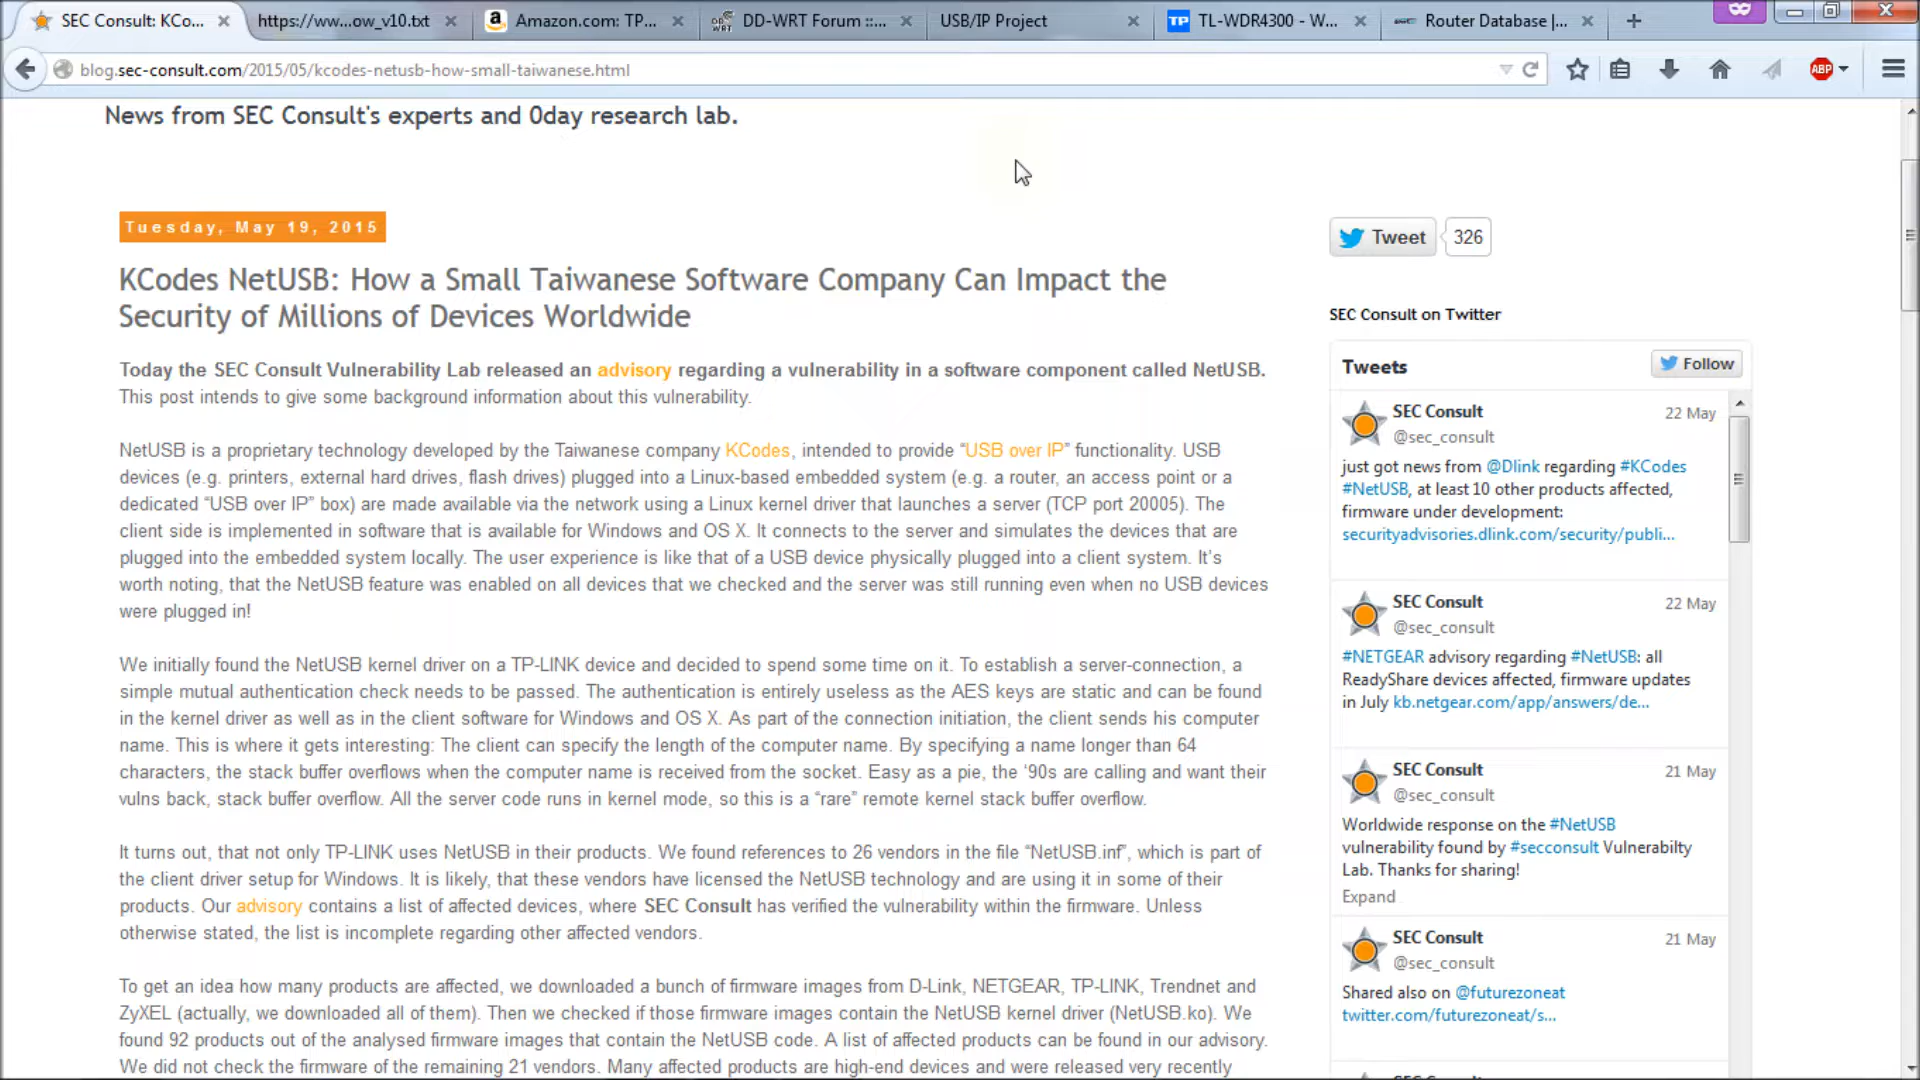 SEC Consult: KCo...
https://ww...ow_v10.txt
Amazon.com: TP...
DD-WRT Forum ::...
USB/IP Project
TL-WDR4300 - W...
Router Database |...
blog.sec-consult.com/2015/05/kcodes-netusb-how-small-taiwanese.html
ABP
News from SEC Consult's experts and 0day research lab.
Tuesday, May 19, 2015
KCodes NetUSB: How a Small Taiwanese Software Company Can Impact the
Security of Millions of Devices Worldwide
Today the SEC Consult Vulnerability Lab released an advisory regarding a vulnerability in a software component called NetUSB.
This post intends to give some background information about this vulnerability.
NetUSB is a proprietary technology developed by the Taiwanese company KCodes, intended to provide “USB over IP” functionality. USB
devices (e.g. printers, external hard drives, flash drives) plugged into a Linux-based embedded system (e.g. a router, an access point or a
dedicated “USB over IP” box) are made available via the network using a Linux kernel driver that launches a server (TCP port 20005). The
client side is implemented in software that is available for Windows and OS X. It connects to the server and simulates the devices that are
plugged into the embedded system locally. The user experience is like that of a USB device physically plugged into a client system. It’s
worth noting, that the NetUSB feature was enabled on all devices that we checked and the server was still running even when no USB devices
were plugged in!
We initially found the NetUSB kernel driver on a TP-LINK device and decided to spend some time on it. To establish a server-connection, a
simple mutual authentication check needs to be passed. The authentication is entirely useless as the AES keys are static and can be found
in the kernel driver as well as in the client software for Windows and OS X. As part of the connection initiation, the client sends his computer
name. This is where it gets interesting: The client can specify the length of the computer name. By specifying a name longer than 64
characters, the stack buffer overflows when the computer name is received from the socket. Easy as a pie, the ‘90s are calling and want their
vulns back, stack buffer overflow. All the server code runs in kernel mode, so this is a “rare” remote kernel stack buffer overflow.
It turns out, that not only TP-LINK uses NetUSB in their products. We found references to 26 vendors in the file “NetUSB.inf”, which is part of
the client driver setup for Windows. It is likely, that these vendors have licensed the NetUSB technology and are using it in some of their
products. Our advisory contains a list of affected devices, where SEC Consult has verified the vulnerability within the firmware. Unless
otherwise stated, the list is incomplete regarding other affected vendors.
To get an idea how many products are affected, we downloaded a bunch of firmware images from D-Link, NETGEAR, TP-LINK, Trendnet and
ZyXEL (actually, we downloaded all of them). Then we checked if those firmware images contain the NetUSB kernel driver (NetUSB.ko). We
found 92 products out of the analysed firmware images that contain the NetUSB code. A list of affected products can be found in our advisory.
We did not check the firmware of the remaining 21 vendors. Many affected products are high-end devices and were released very recently
Tweet 326
SEC Consult on Twitter
Tweets Follow
SEC Consult 22 May
@sec_consult
just got news from @Dlink regarding #KCodes
#NetUSB, at least 10 other products affected,
firmware under development:
securityadvisories.dlink.com/security/publi...
SEC Consult 22 May
@sec_consult
#NETGEAR advisory regarding #NetUSB: all
ReadyShare devices affected, firmware updates
in July kb.netgear.com/app/answers/de...
SEC Consult 21 May
@sec_consult
Worldwide response on the #NetUSB
vulnerability found by #secconsult Vulnerabilty
Lab. Thanks for sharing!
Expand
SEC Consult 21 May
@sec_consult
Shared also on @futurezoneat
twitter.com/futurezoneat/s...